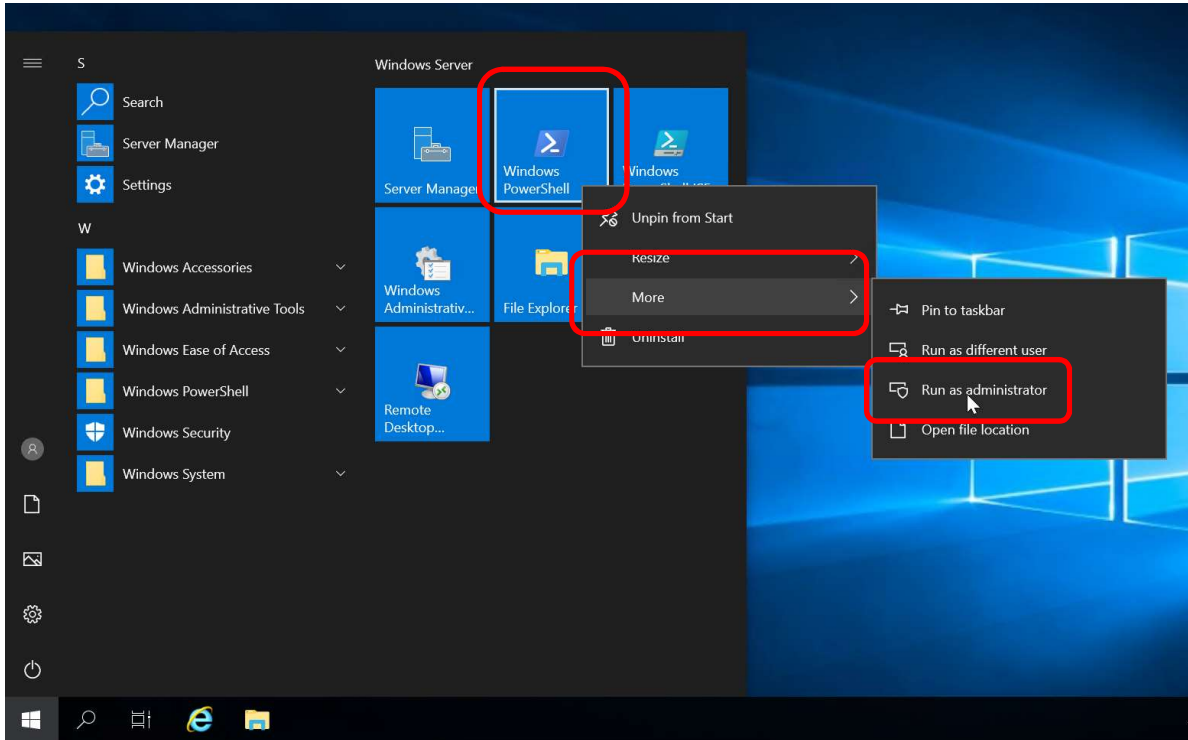 S
Search
Server Manager
Settings
W
Windows Accessories
Windows Administrative Tools
Windows Ease of Access
Windows PowerShell
Windows Security
Windows System
Windows Server
Server Manager
Windows
PowerShell
Windows
Windows
Administrativ...
File Explorer
Remote
Desktop...
Unpin from Start
Resize
More
Uninstall
Pin to taskbar
Run as different user
Run as administrator
Open file location